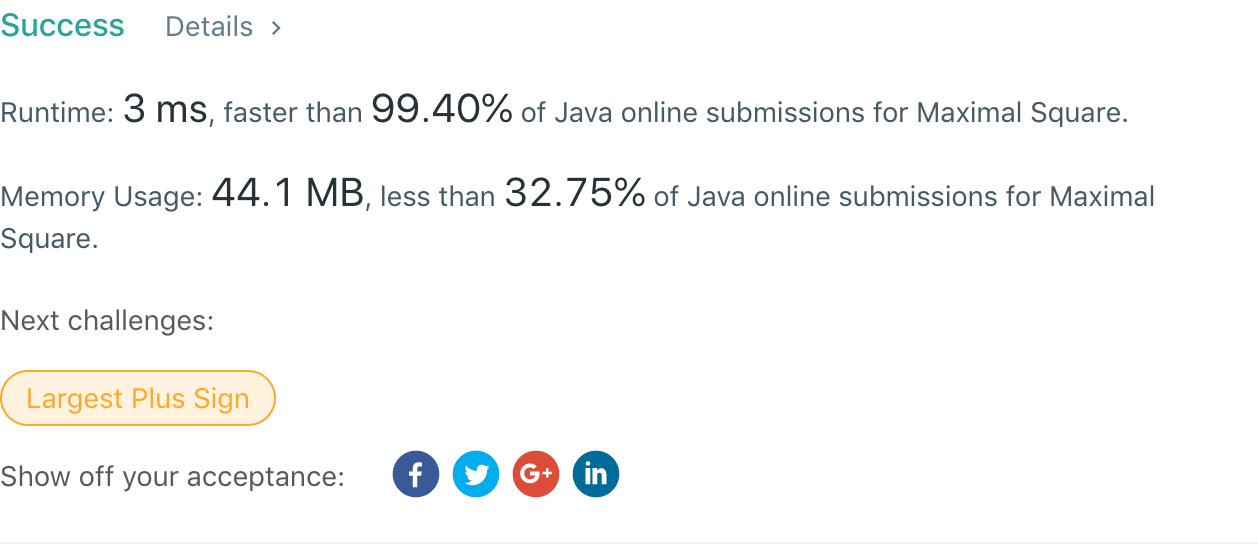 Success Details >
Runtime: 3 ms, faster than 99.40% of Java online submissions for Maximal Square.
Memory Usage: 44.1 MB, less than 32.75% of Java online submissions for Maximal
Square.
Next challenges:
Largest Plus Sign
Show off your acceptance: f G+ in